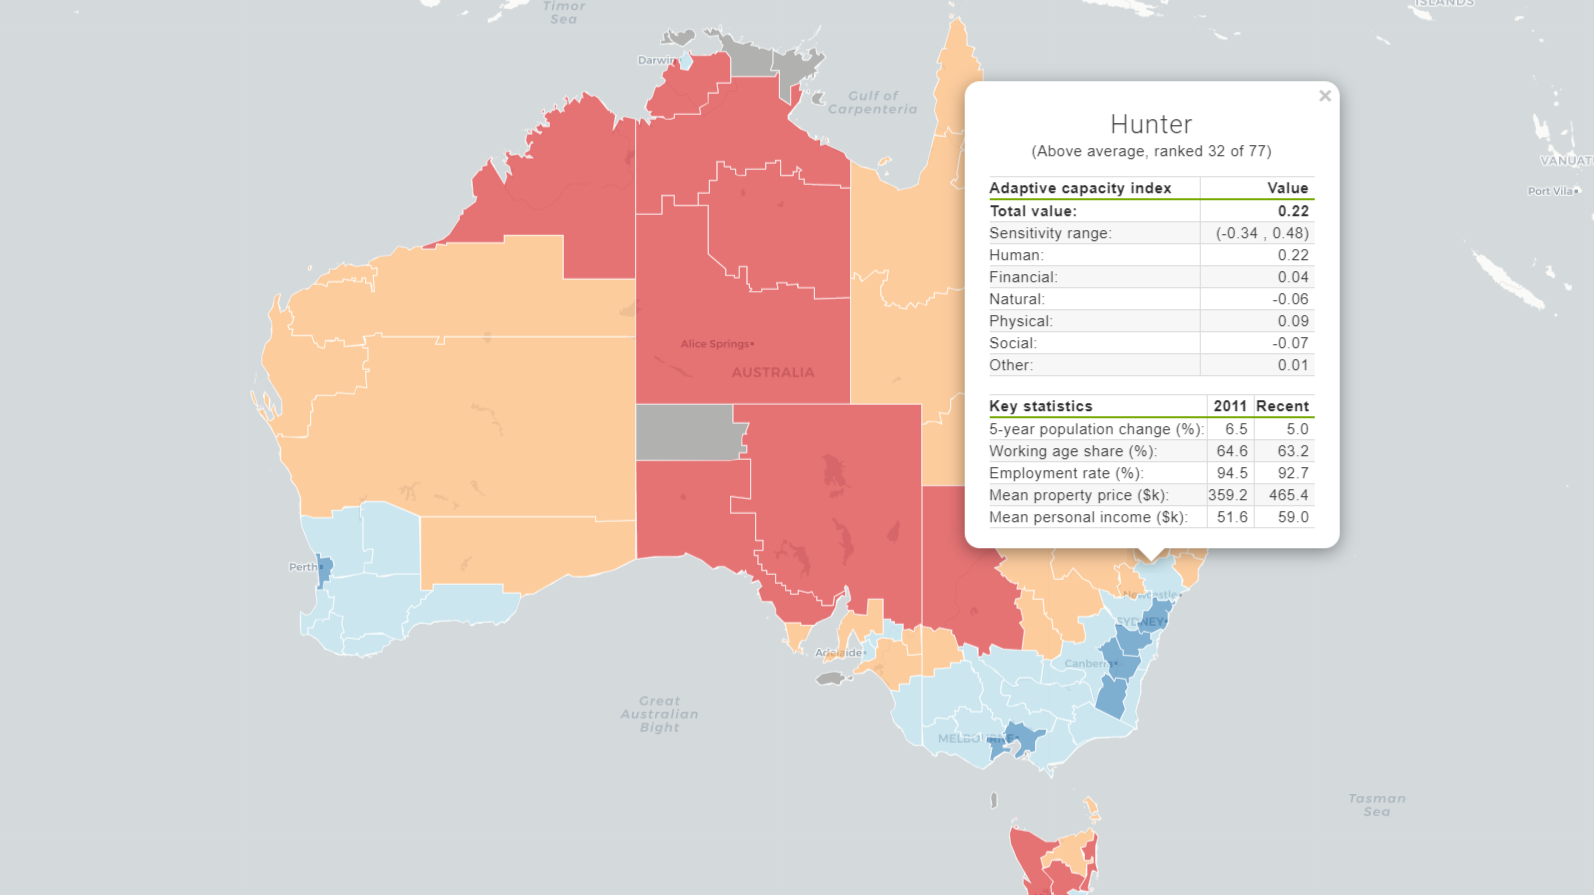 Timor
Sea
ISLANDS
Darwin
Gulf of
Carpentaria
VANUAT
Port Vila
Hunter
(Above average, ranked 32 of 77)
Adaptive capacity index Value
Total value: 0.22
Sensitivity range: (-0.34 , 0.48)
Human: 0.22
Financial: 0.04
Natural: -0.06
Physical: 0.09
Social: -0.07
Other: 0.01
Key statistics 2011 Recent
5-year population change (%): 6.5 5.0
Working age share (%): 64.6 63.2
Employment rate (%): 94.5 92.7
Mean property price ($k): 359.2 465.4
Mean personal income ($k): 51.6 59.0
Alice Springs
AUSTRALIA
Perth
Newcastle
SYDNEY
Adelaide
Canberra
Great
Australian
Bight
MELBOURNE
Tasman
Sea